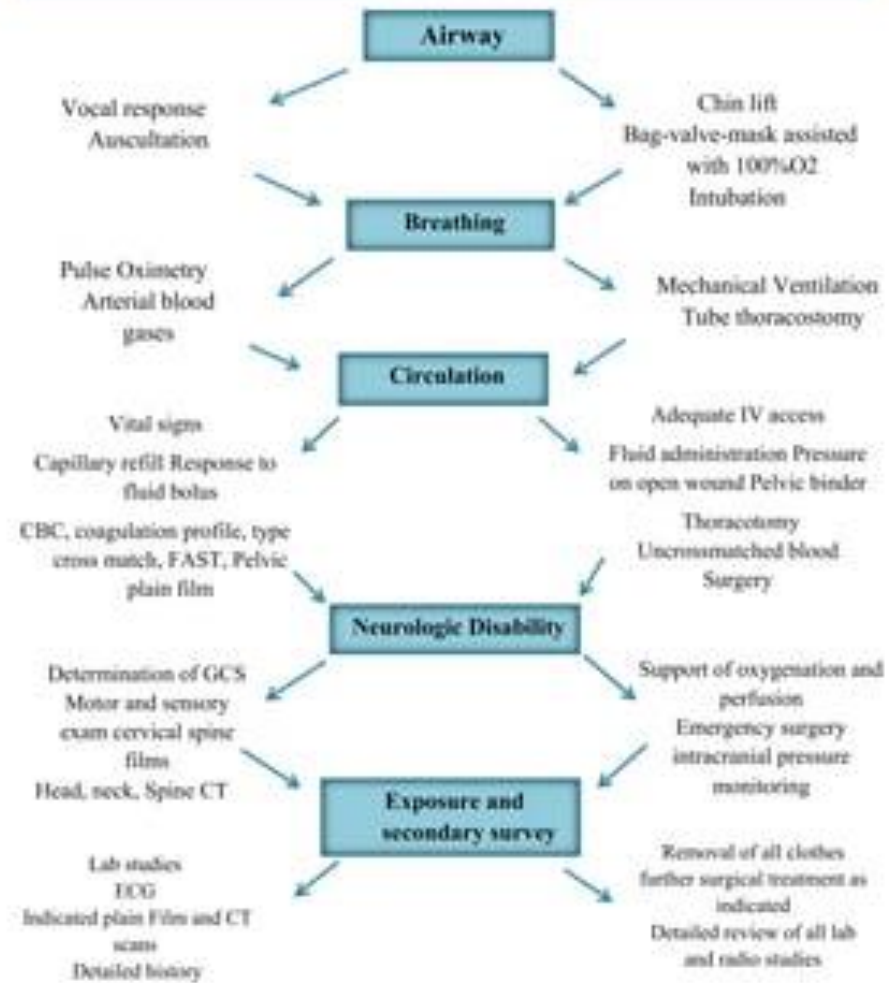 Airway
Vocal response
Auscultation
Chin lift
Bag-valve-mask assisted
with 100%O2
Intubation
Breathing
Pulse Oximetry
Arterial blood
gases
Mechanical Ventilation
Tube thoracostomy
Circulation
Vital signs
Capillary refill Response to
fluid bolus
CBC, coagulation profile, type
cross match, FAST, Pelvic
plain film
Adequate IV access
Fluid administration Pressure
on open wound Pelvic binder
Thoracotomy
Uncrossmatched blood
Surgery
Neurologic Disability
Determination of GCS
Motor and sensory
exam cervical spine
films
Head, neck, Spine CT
Support of oxygenation and
perfusion
Emergency surgery
intracranial pressure
monitoring
Exposure and
secondary survey
Lab studies
ECG
Indicated plain Film and CT
scans
Detailed history
Removal of all clothes
further surgical treatment as
indicated
Detailed review of all lab
and radio studies